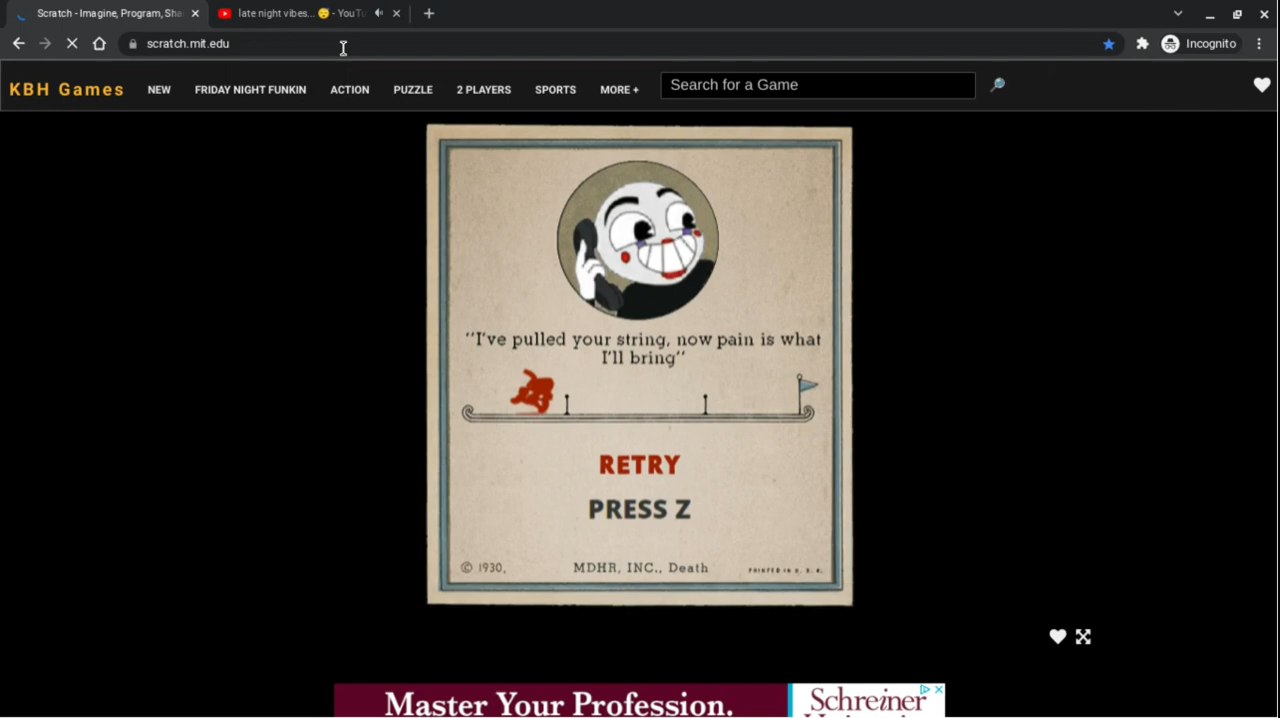 Scratch - Imagine, Program, Sha
late night vibes... 😴 - YouTu
scratch.mit.edu
Incognito
KBH Games
NEW
FRIDAY NIGHT FUNKIN
ACTION
PUZZLE
2 PLAYERS
SPORTS
MORE +
Search for a Game
"I've pulled your string, now pain is what
I'll bring"
RETRY
PRESS Z
© 1930,
MDHR, INC., Death
PRINTED IN U. S. A.
Master Your Profession.
Schreiner